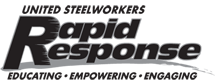 UNITED STEELWORKERS
Rapid
Response
EDUCATING • EMPOWERING • ENGAGING